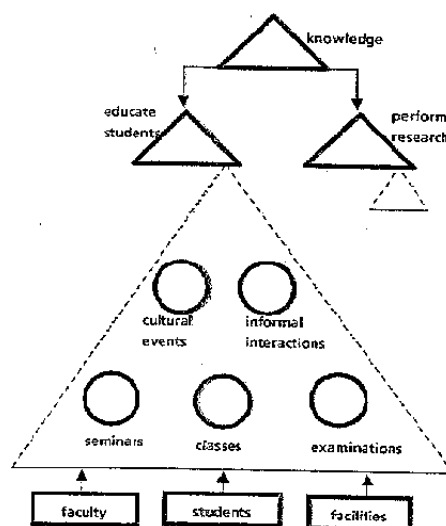 knowledge
educate
students
perform
research
cultural
events
informal
interactions
seminars
classes
examinations
faculty
students
facilities